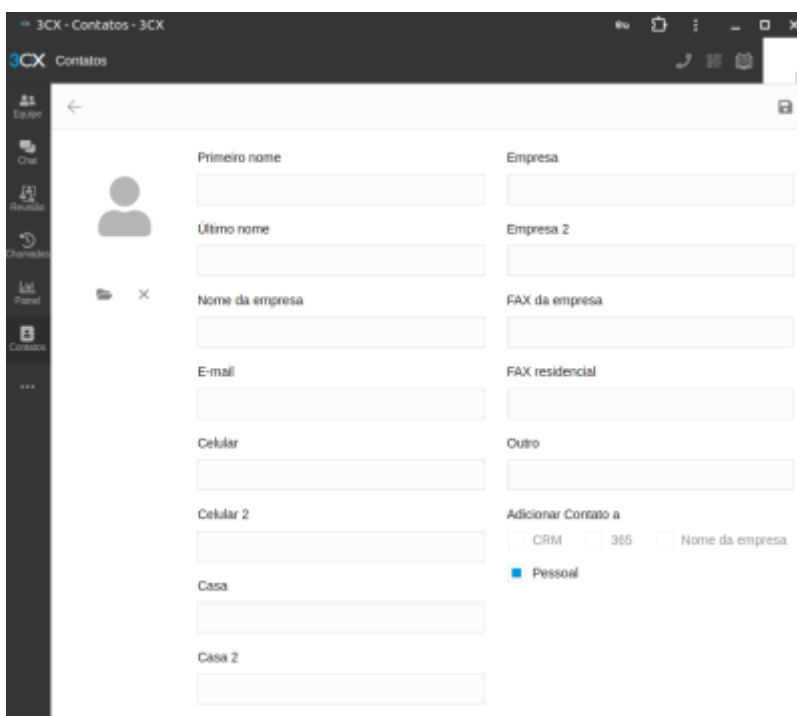 3CX - Contatos - 3CX
3CX Contatos
Equipe
Chat
Reunião
Chamadas
Painel
Contatos
Primeiro nome
Empresa
Último nome
Empresa 2
Nome da empresa
FAX da empresa
E-mail
FAX residencial
Celular
Outro
Celular 2
Adicionar Contato a
CRM 365 Nome da empresa
Pessoal
Casa
Casa 2